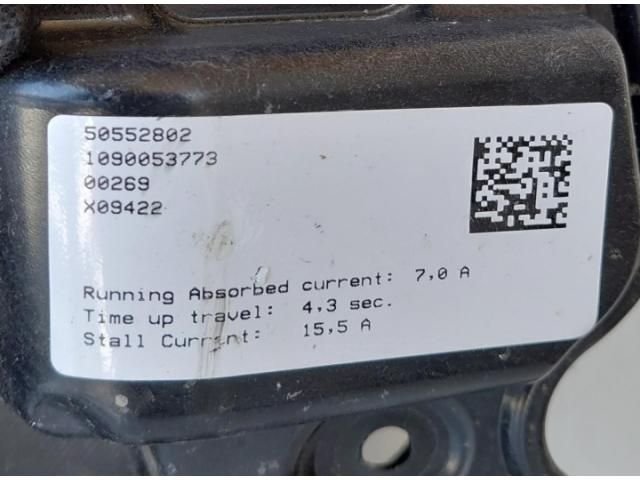 50552802
1090053773
00269
X09422
Running Absorbed current: 7,0 A
Time up travel: 4,3 sec.
Stall Current: 15,5 A